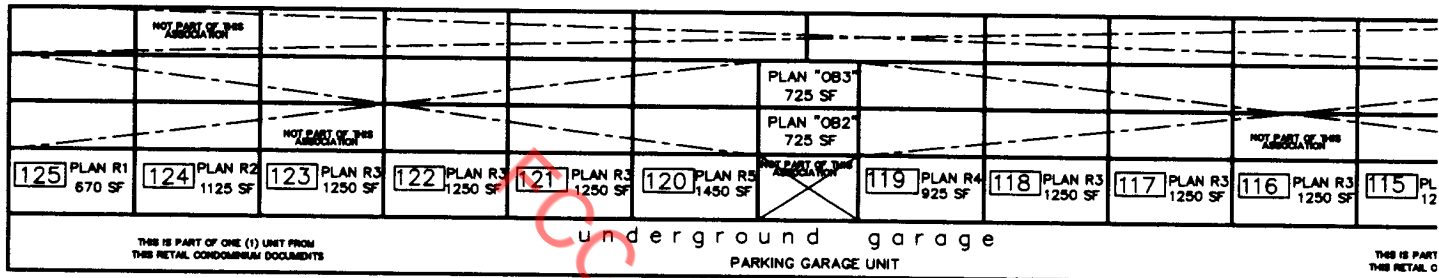 NOT PART OF THIS
ASSOCIATION
PLAN "OB3"
725 SF
PLAN "OB2"
725 SF
NOT PART OF THIS
ASSOCIATION
NOT PART OF THIS
ASSOCIATION
125 PLAN R1
670 SF
124 PLAN R2
1125 SF
123 PLAN R3
1250 SF
122 PLAN R3
1250 SF
121 PLAN R3
1250 SF
120 PLAN R5
1450 SF
NOT PART OF THIS
ASSOCIATION
119 PLAN R4
925 SF
118 PLAN R3
1250 SF
117 PLAN R3
1250 SF
116 PLAN R3
1250 SF
115 PL
12
FCC
underground garage
PARKING GARAGE UNIT
THIS IS PART OF ONE (1) UNIT FROM
THIS RETAIL CONDOMINIUM DOCUMENTS
THIS IS PART
THIS RETAIL C